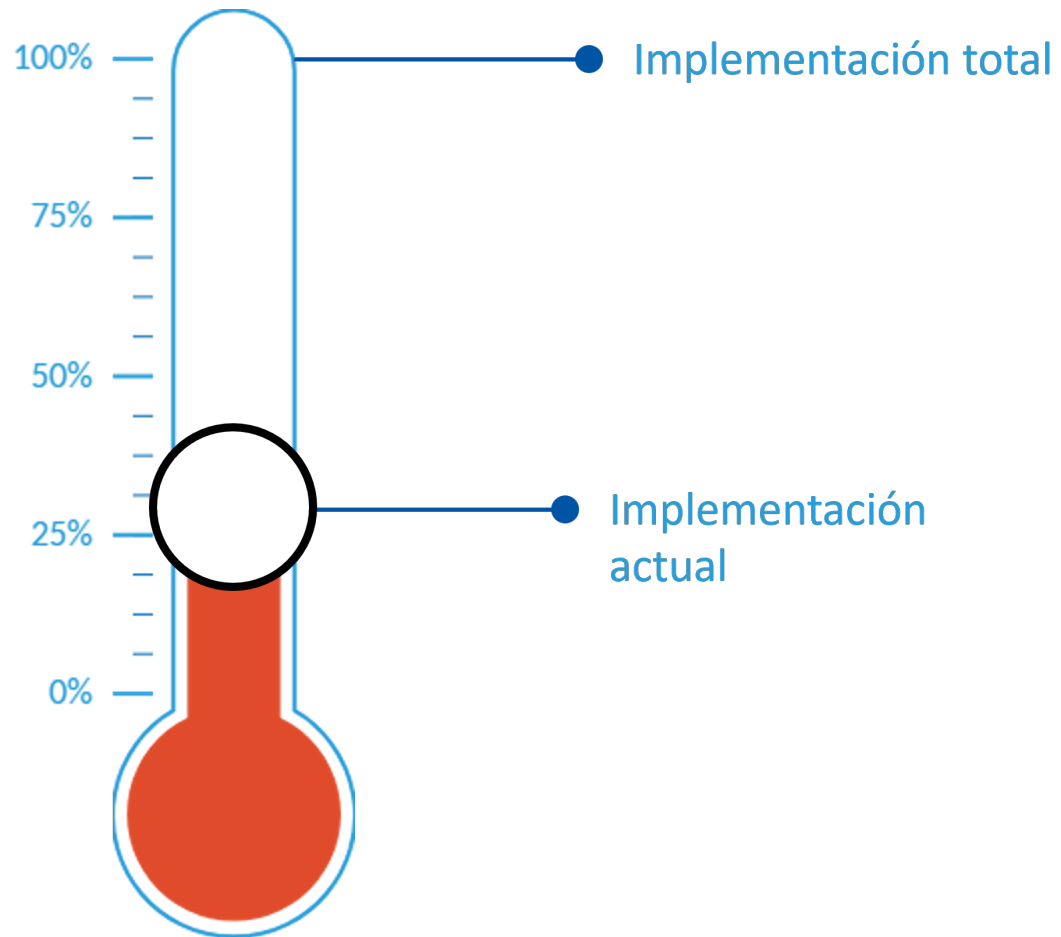 100%
Implementación total
75%
50%
Implementación
actual
25%
0%